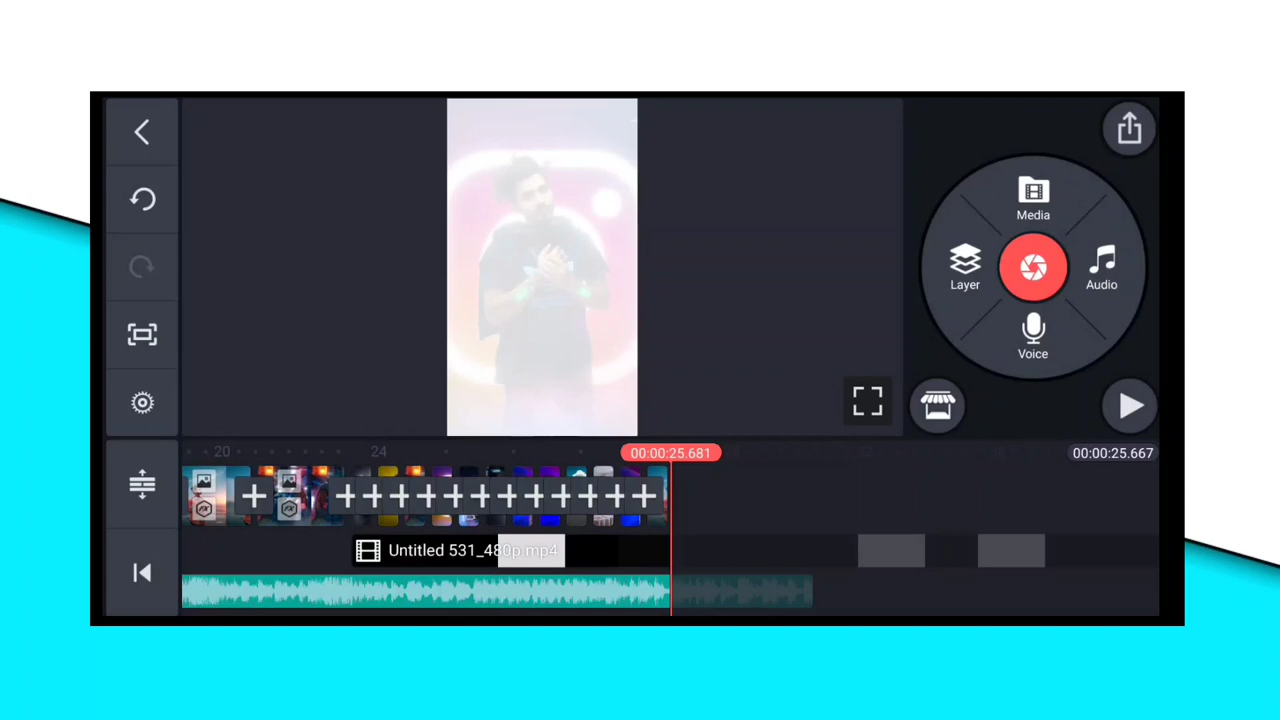 Media
Layer
Audio
Voice
20
24
00:00:25.681
00:00:25.667
Untitled 531_480p.mp4